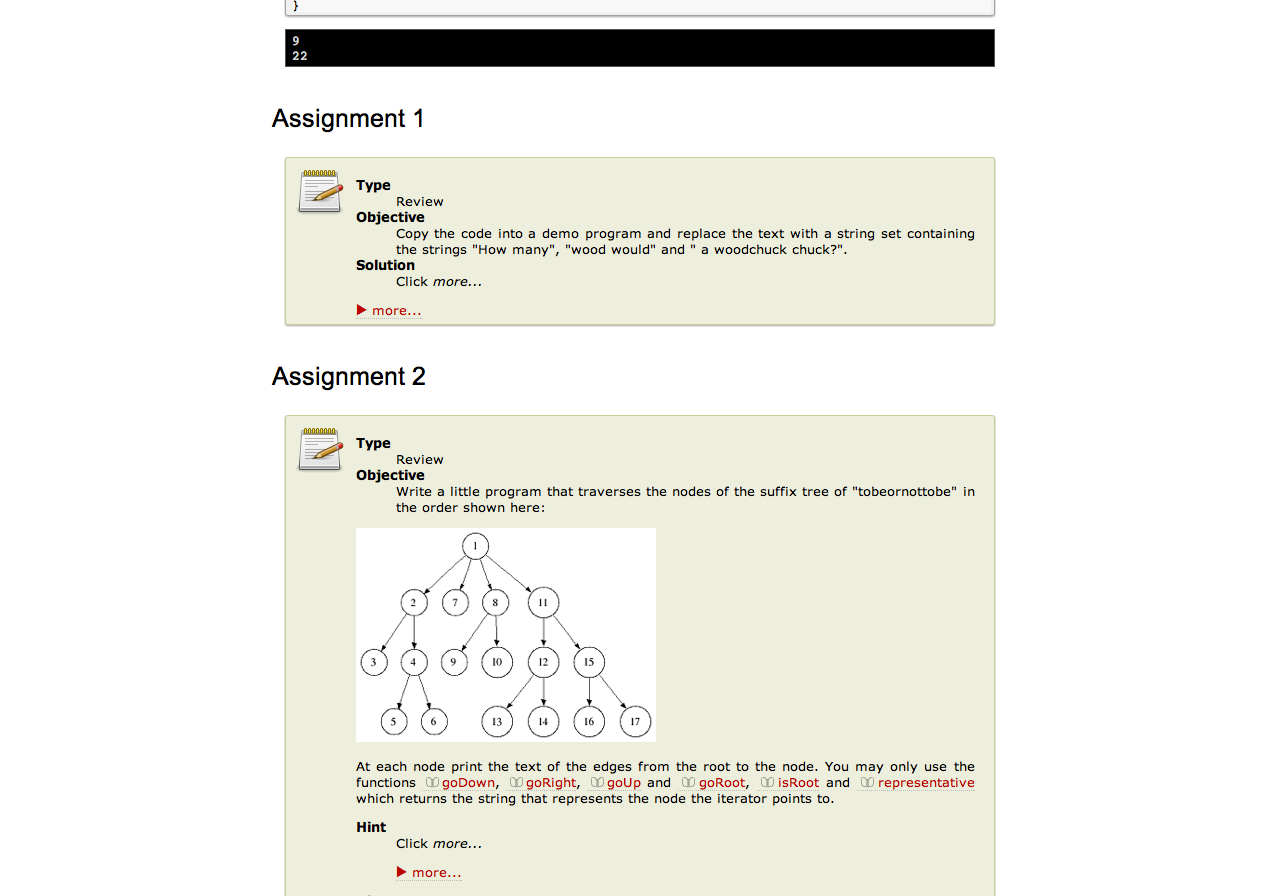 }
9
22
Assignment 1
Type
Review
Objective
Copy the code into a demo program and replace the text with a string set containing
the strings "How many", "wood would" and " a woodchuck chuck?".
Solution
Click more...
more...
Assignment 2
Type
Review
Objective
Write a little program that traverses the nodes of the suffix tree of "tobeornottobe" in
the order shown here:
1
2 7 8 11
3 4 9 10 12 15
5 6 13 14 16 17
At each node print the text of the edges from the root to the node. You may only use the
functions goDown, goRight, goUp and goRoot, isRoot and representative
which returns the string that represents the node the iterator points to.
Hint
Click more...
more...